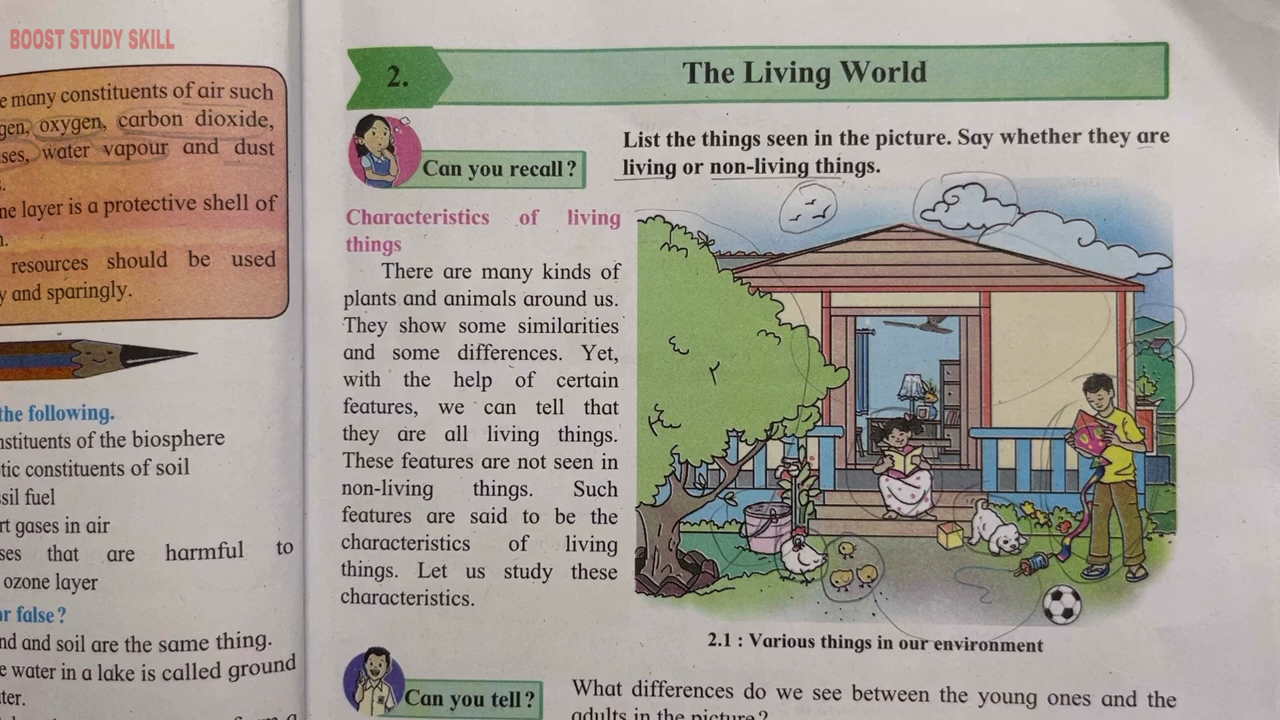 BOOST STUDY SKILL
e many constituents of air such
gen, oxygen, carbon dioxide,
ses, water vapour and dust
s.
ne layer is a protective shell of
n.
resources should be used
y and sparingly.
the following.
nstituents of the biosphere
tic constituents of soil
ssil fuel
rt gases in air
ses that are harmful to
ozone layer
or false?
nd and soil are the same thing.
e water in a lake is called ground
ter.
2.
The Living World
Can you recall?
List the things seen in the picture. Say whether they are
living or non-living things.
Characteristics of living
things
There are many kinds of
plants and animals around us.
They show some similarities
and some differences. Yet,
with the help of certain
features, we can tell that
they are all living things.
These features are not seen in
non-living things. Such
features are said to be the
characteristics of living
things. Let us study these
characteristics.
2.1 : Various things in our environment
Can you tell?
What differences do we see between the young ones and the
adults in the picture?